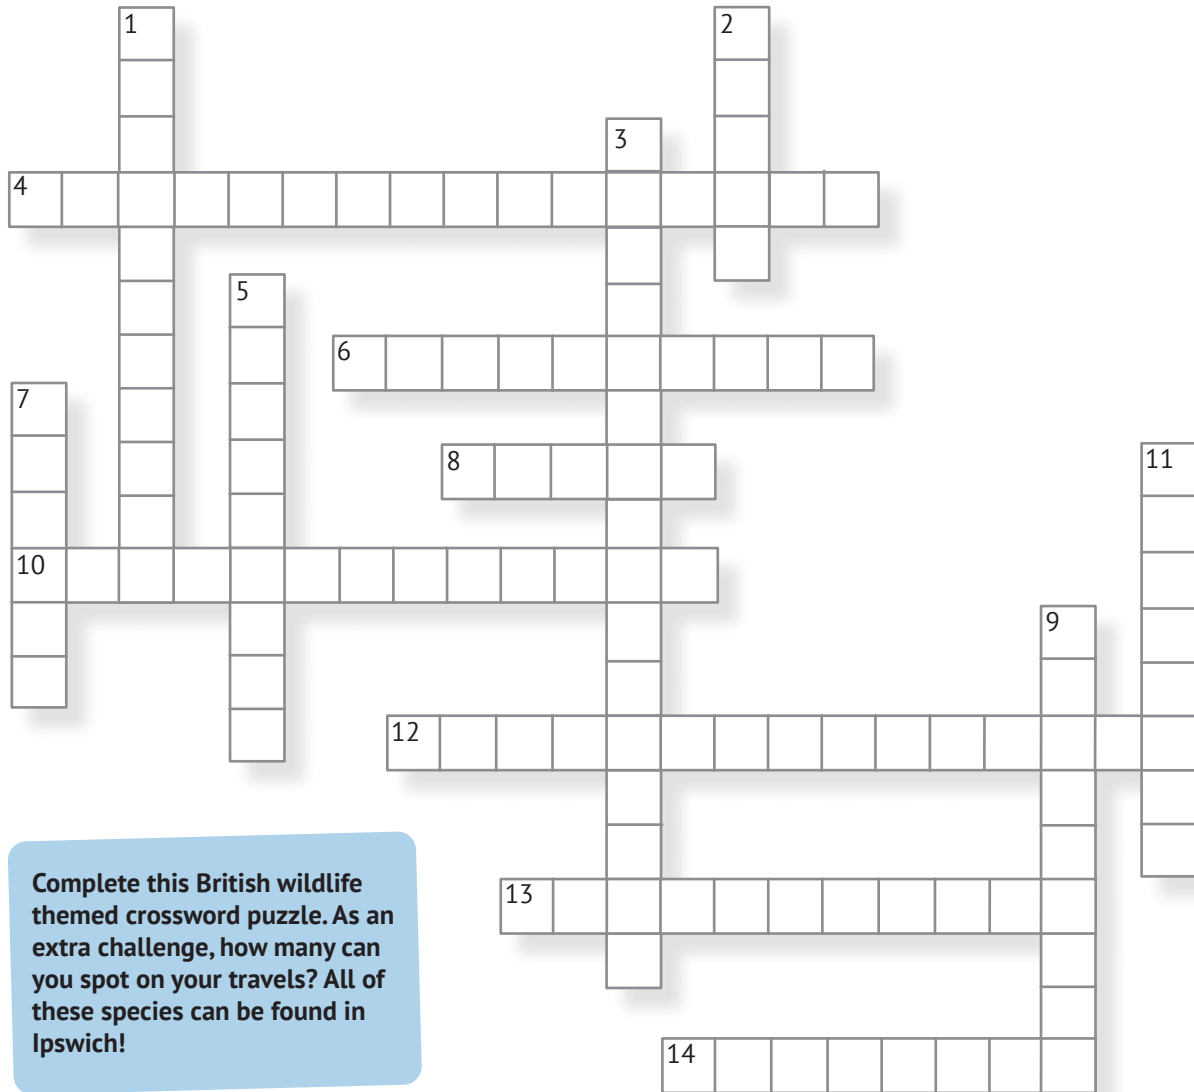 1
2
3
4
5
6
7
8
11
10
9
12
13
14
Complete this British wildlife
themed crossword puzzle. As an
extra challenge, how many can
you spot on your travels? All of
these species can be found in
Ipswich!